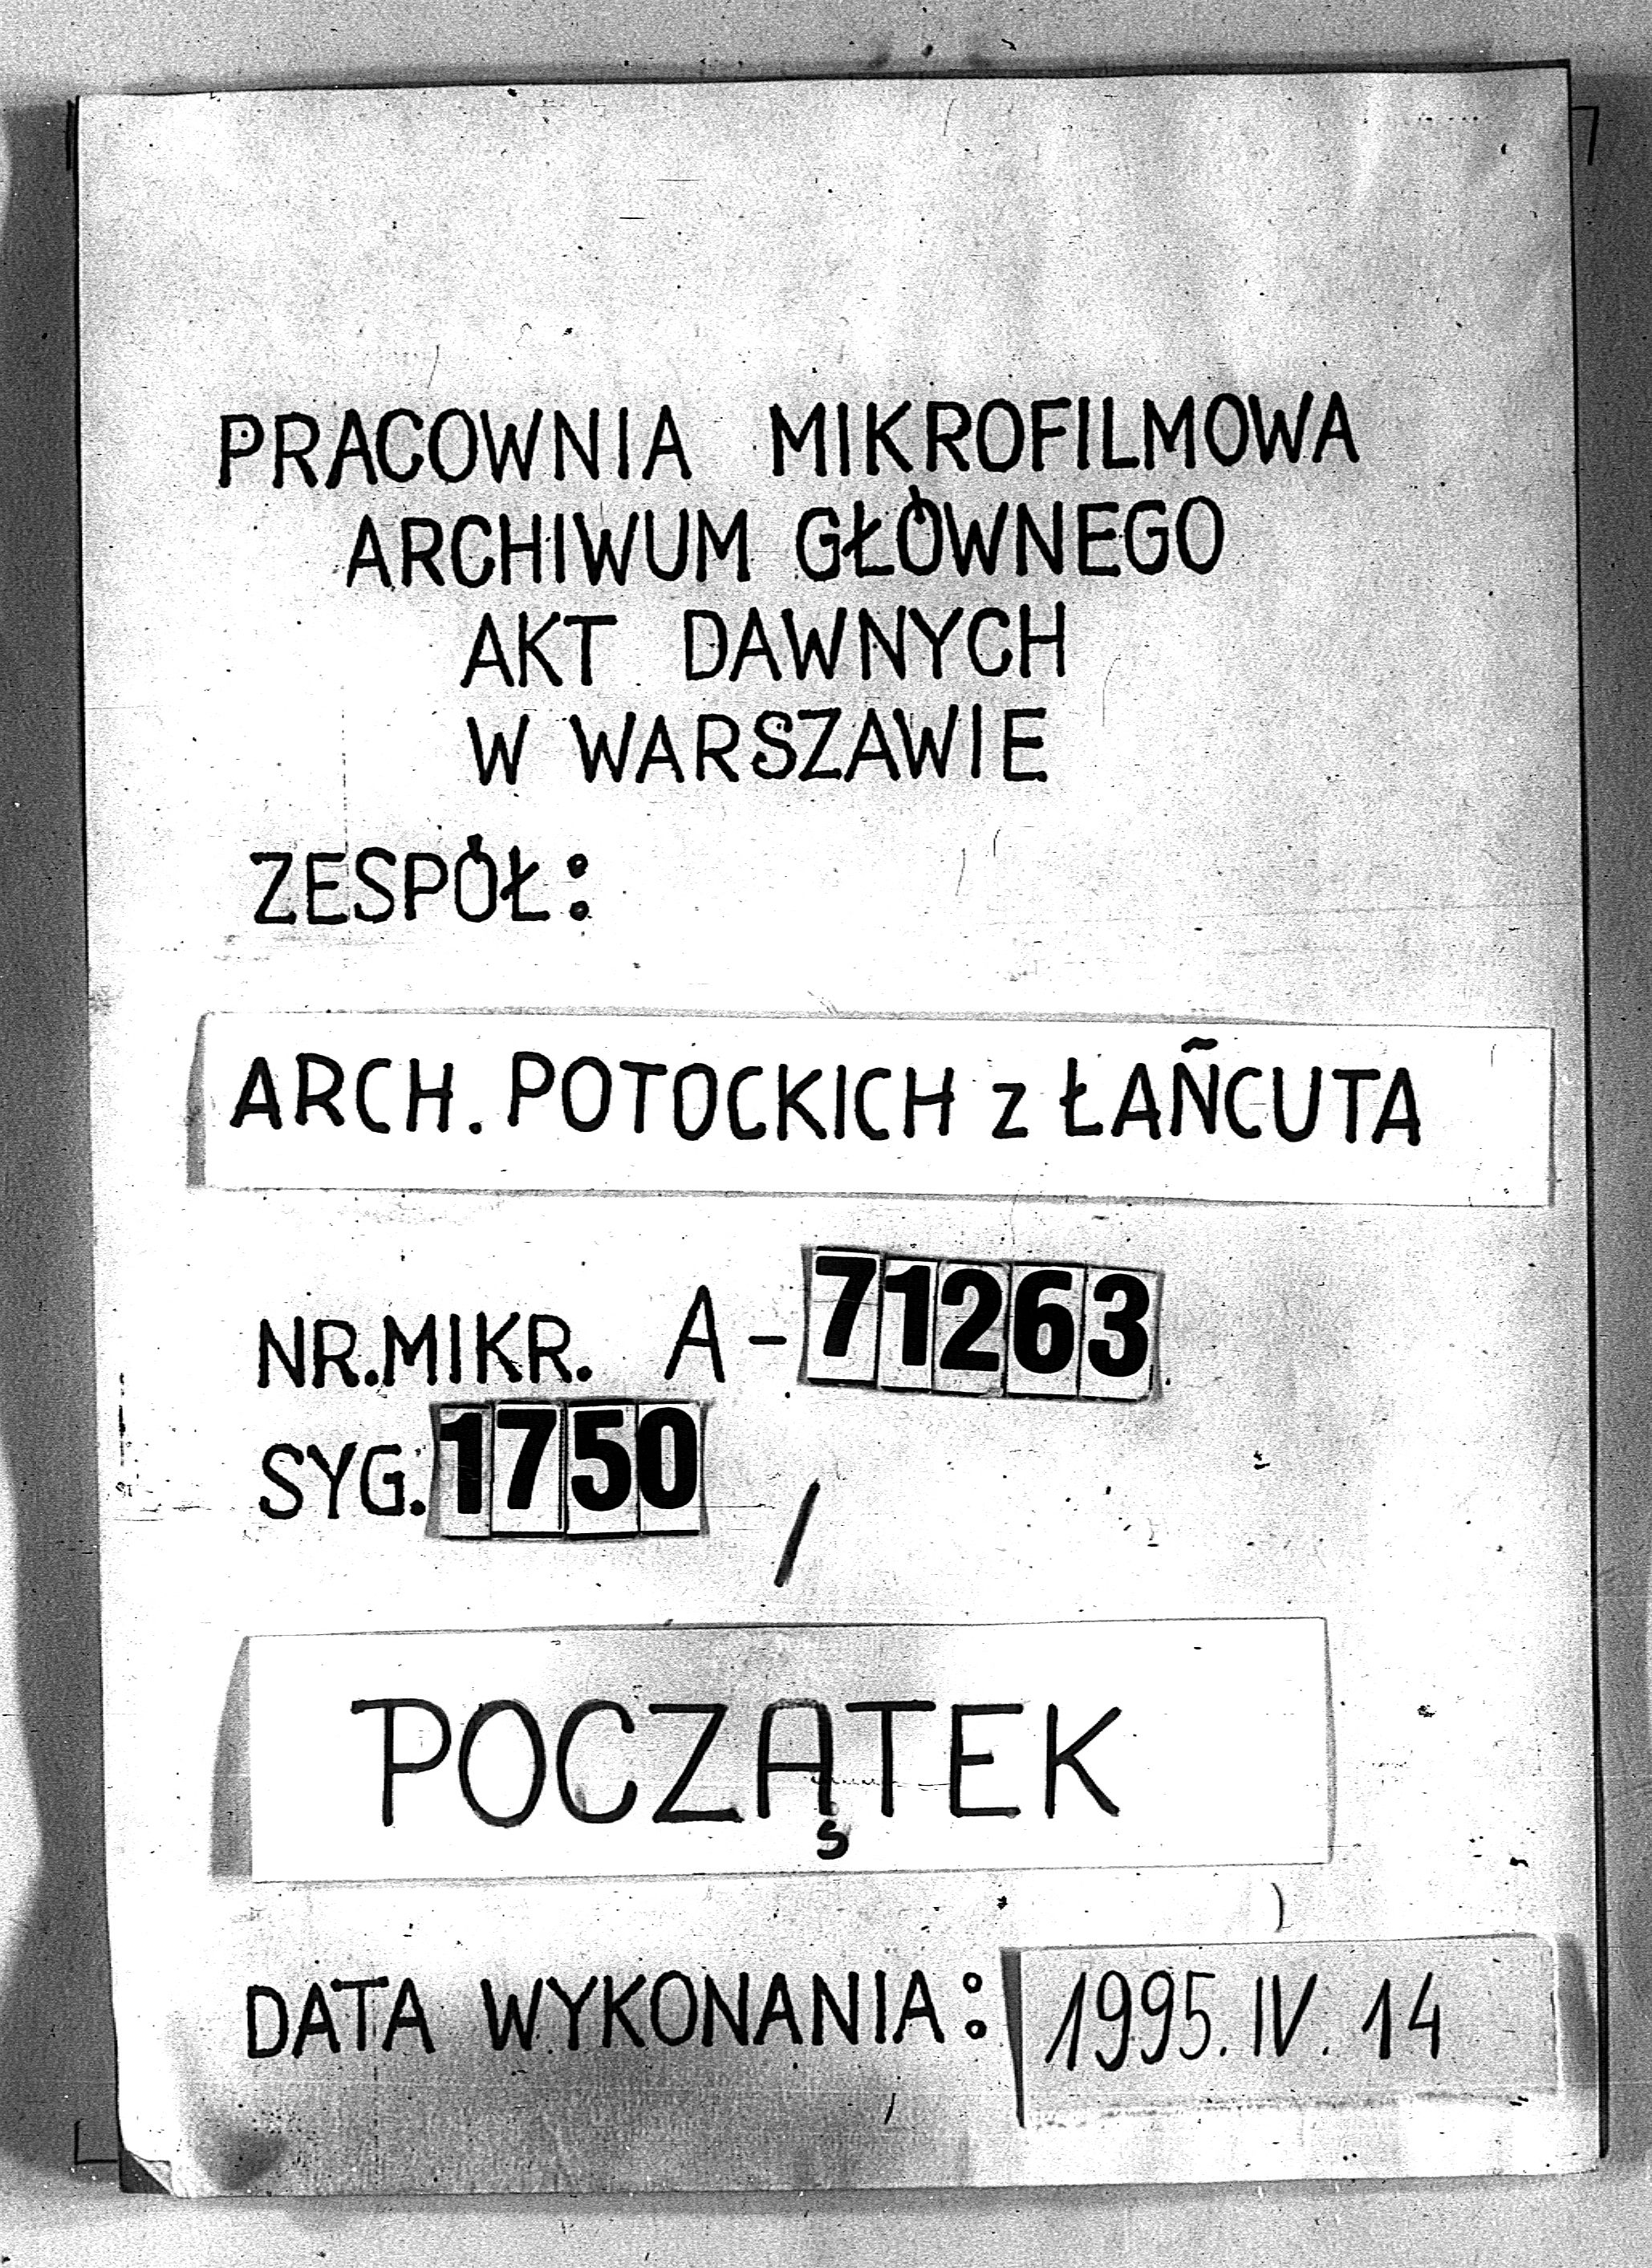 PRACOWNIA MIKROFILMOWA
ARCHIWUM GŁÓWNEGO
AKT DAWNYCH
W WARSZAWIE
ZESPÓŁ:
ARCH. POTOCKICH z ŁAŃCUTA
NR. MIKR. A-71263
SYG. 1750 /
POCZĄTEK
DATA WYKONANIA: 1995. IV. 14